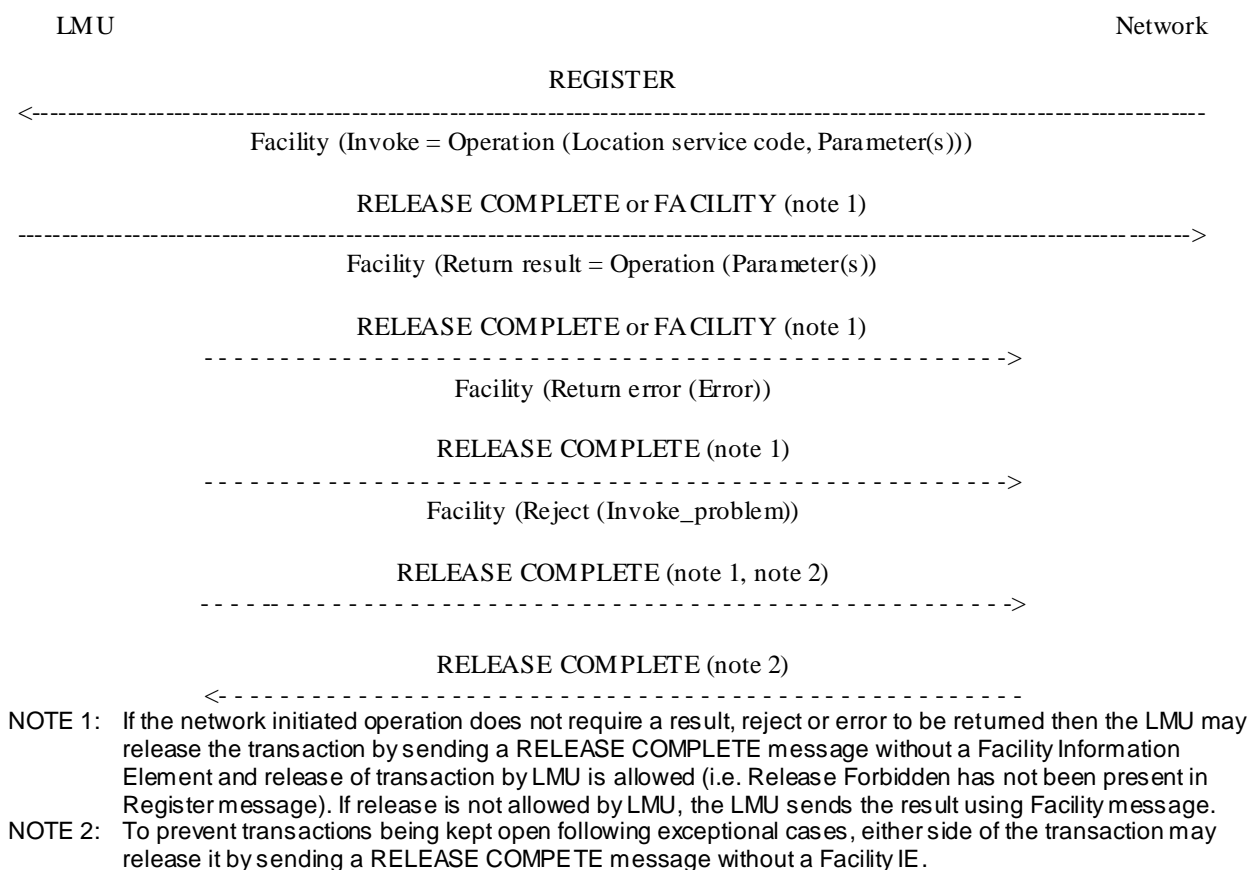 LMU Network
REGISTER
<------------------------------------------------------------------------------------------------------------------------------------
Facility (Invoke = Operation (Location service code, Parameter(s)))
RELEASE COMPLETE or FACILITY (note 1)
------------------------------------------------------------------------------------------------------------------------------------>
Facility (Return result = Operation (Parameter(s))
RELEASE COMPLETE or FACILITY (note 1)
- - - - - - - - - - - - - - - - - - - - - - - - - - - - - - - - - - - - - - - - - - - - - - - - - - - - - ->
Facility (Return error (Error))
RELEASE COMPLETE (note 1)
- - - - - - - - - - - - - - - - - - - - - - - - - - - - - - - - - - - - - - - - - - - - - - - - - - - - - ->
Facility (Reject (Invoke_problem))
RELEASE COMPLETE (note 1, note 2)
- - - - -- - - - - - - - - - - - - - - - - - - - - - - - - - - - - - - - - - - - - - - - - - - - - - - - - ->
RELEASE COMPLETE (note 2)
<- - - - - - - - - - - - - - - - - - - - - - - - - - - - - - - - - - - - - - - - - - - - - - - - - - - - -
NOTE 1: If the network initiated operation does not require a result, reject or error to be returned then the LMU may
release the transaction by sending a RELEASE COMPLETE message without a Facility Information
Element and release of transaction by LMU is allowed (i.e. Release Forbidden has not been present in
Register message). If release is not allowed by LMU, the LMU sends the result using Facility message.
NOTE 2: To prevent transactions being kept open following exceptional cases, either side of the transaction may
release it by sending a RELEASE COMPETE message without a Facility IE.